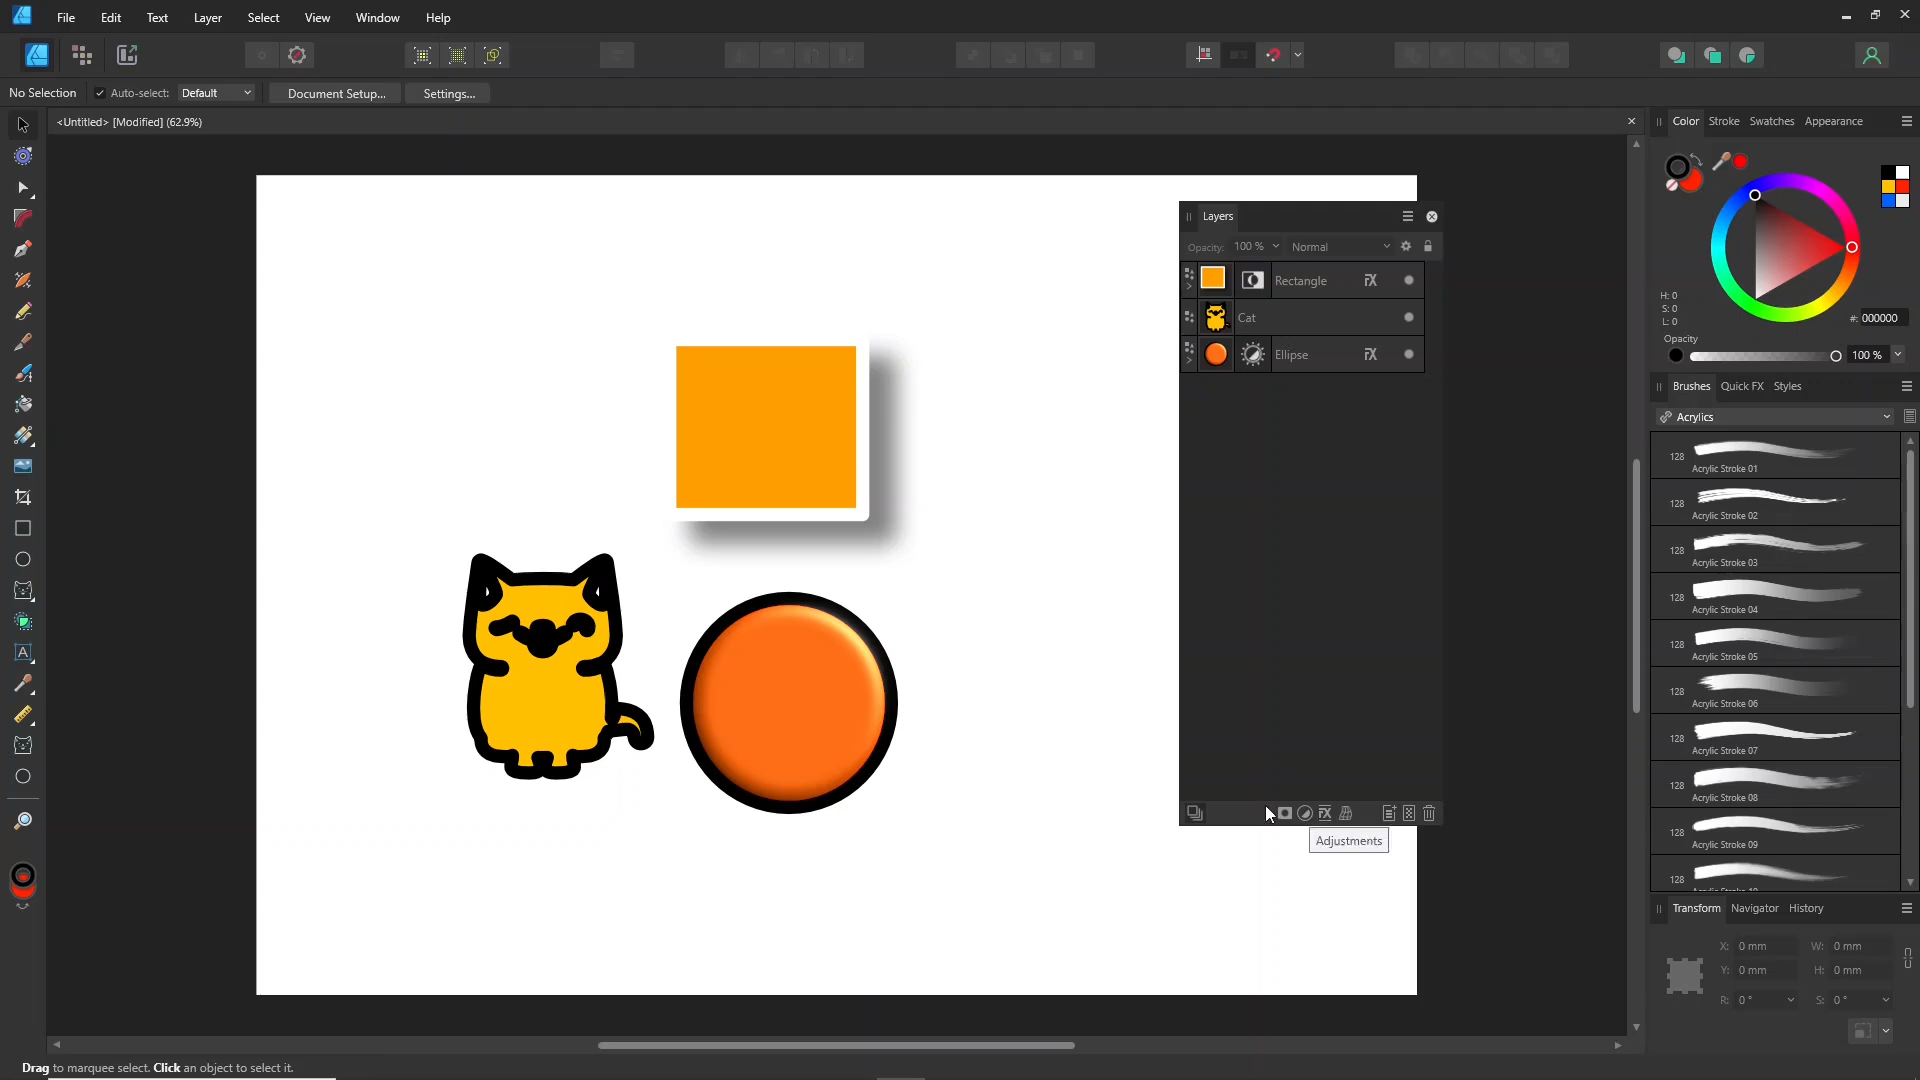 File Edit Text Layer Select View Window Help
No Selection Auto-select: Default Document Setup... Settings...
<Untitled> [Modified] (62.9%)
Color Stroke Swatches Appearance
H: 0
S: 0
L: 0
#: 000000
Opacity
100 %
Layers
Opacity: 100 % Normal
Rectangle
Cat
Ellipse
Adjustments
Brushes Quick FX Styles
Acrylics
128 Acrylic Stroke 01
128 Acrylic Stroke 02
128 Acrylic Stroke 03
128 Acrylic Stroke 04
128 Acrylic Stroke 05
128 Acrylic Stroke 06
128 Acrylic Stroke 07
128 Acrylic Stroke 08
132 Acrylic Stroke 09
179
Transform Navigator History
X: 0 mm W: 0 mm
Y: 0 mm H: 0 mm
R: 0 ° S: 0 °
Drag to marquee select. Click an object to select it.